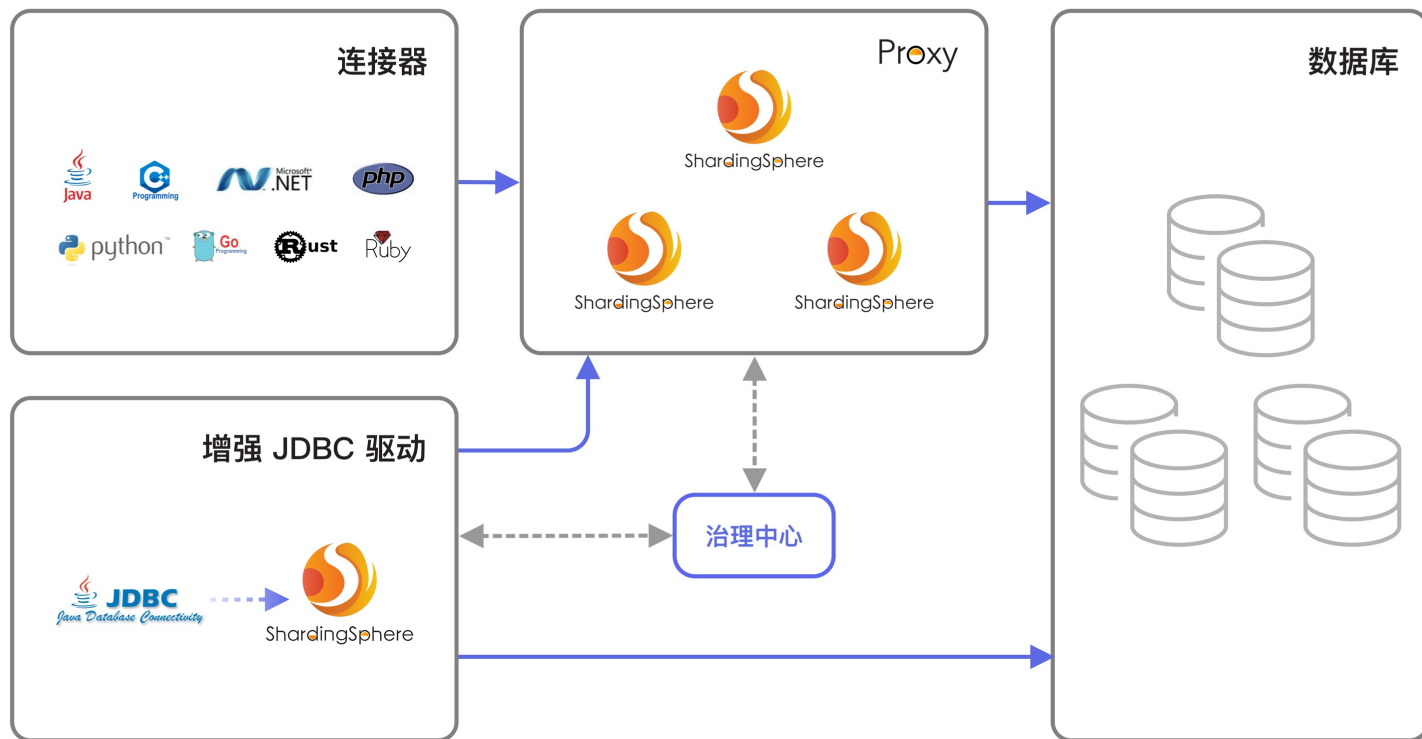 连接器
Java
C++
Programming
Microsoft®
.NET
php
python™
Go
Programming
Rust
Ruby
Proxy
ShardingSphere
ShardingSphere
ShardingSphere
数据库
增强 JDBC 驱动
JDBC
Java Database Connectivity
ShardingSphere
治理中心